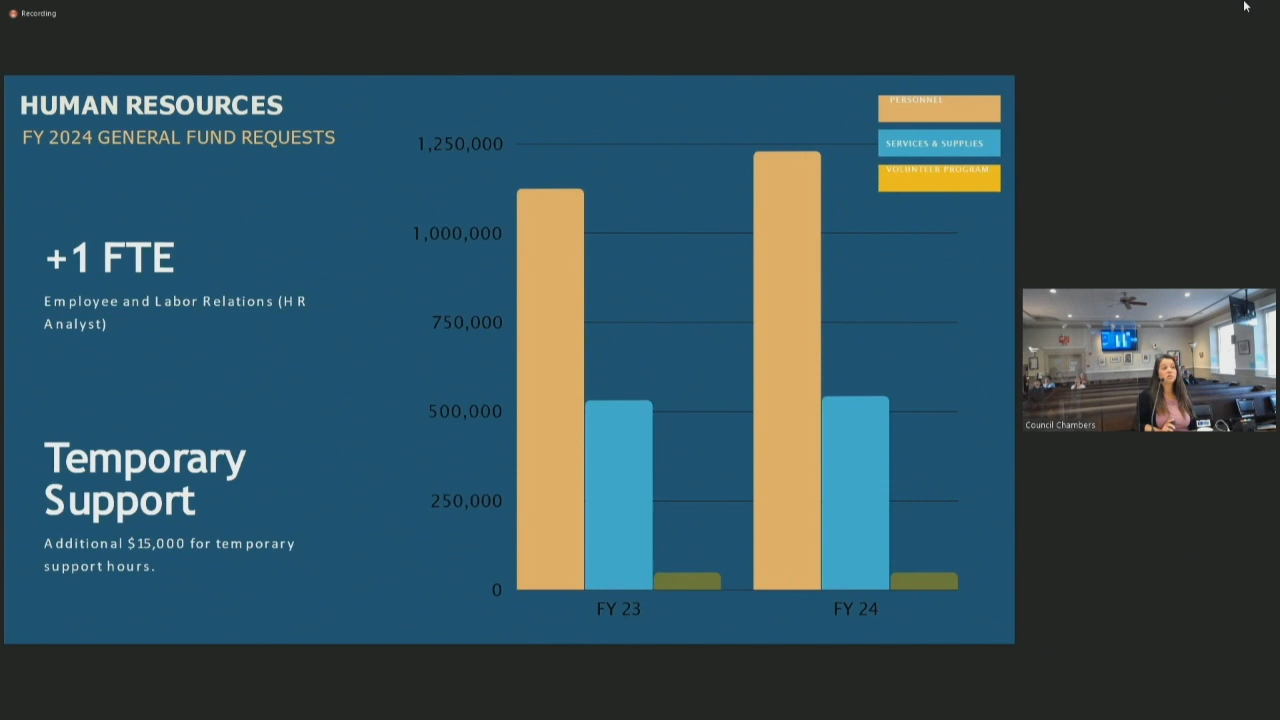 Recording
HUMAN RESOURCES
FY 2024 GENERAL FUND REQUESTS
+1 FTE
Employee and Labor Relations (HR
Analyst)
Temporary
Support
Additional $15,000 for temporary
support hours.
1,250,000
1,000,000
750,000
500,000
250,000
0
FY 23
FY 24
PERSONNEL
SERVICES & SUPPLIES
VOLUNTEER PROGRAM
Council Chambers